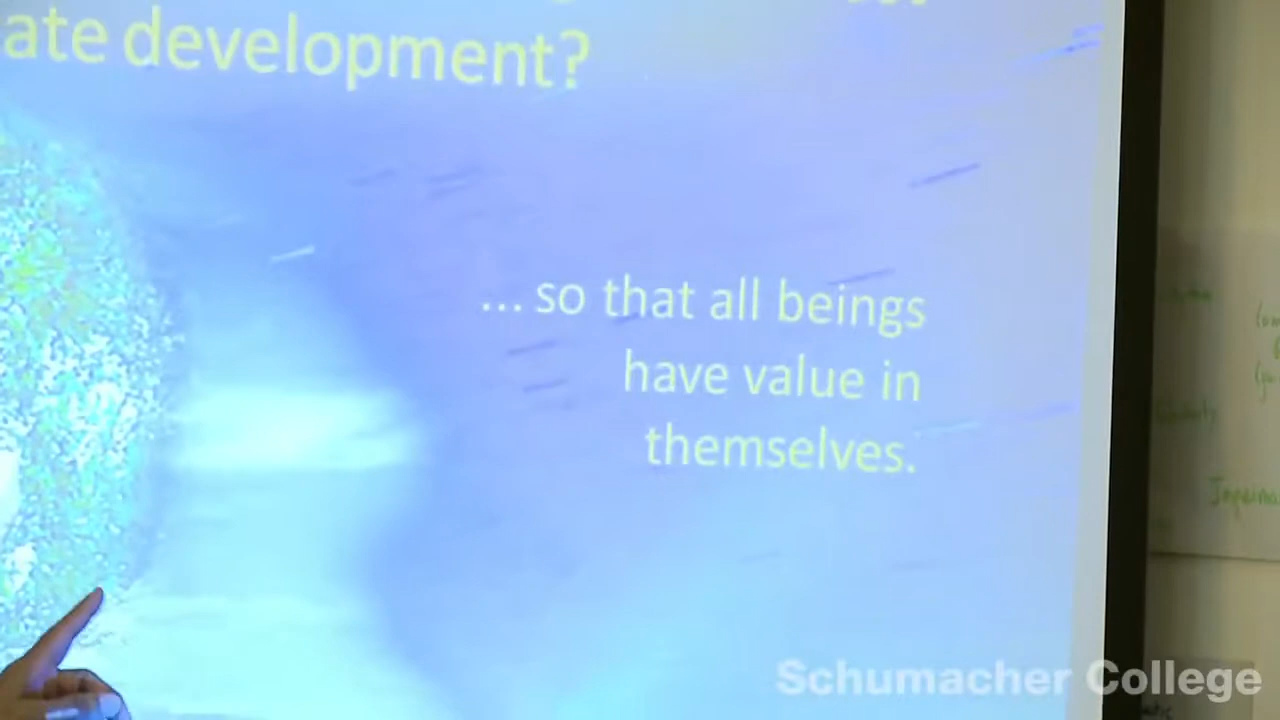 ate development?
... so that all beings
have value in
themselves.
Schumacher College